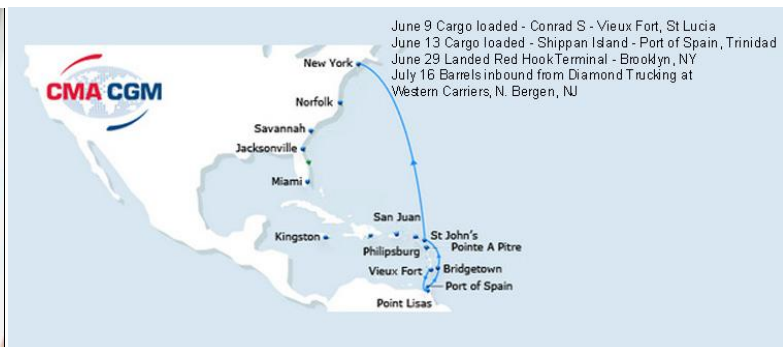 June 9 Cargo loaded - Conrad S - Vieux Fort, St Lucia
June 13 Cargo loaded - Shippan Island - Port of Spain, Trinidad
June 29 Landed Red Hook Terminal - Brooklyn, NY
July 16 Barrels inbound from Diamond Trucking at
Western Carriers, N. Bergen, NJ
New York
CMA CGM
Norfolk
Savannah
Jacksonville
Miami
San Juan
Kingston
St John's
Philipsburg
Pointe A Pitre
Vieux Fort
Bridgetown
Port of Spain
Point Lisas